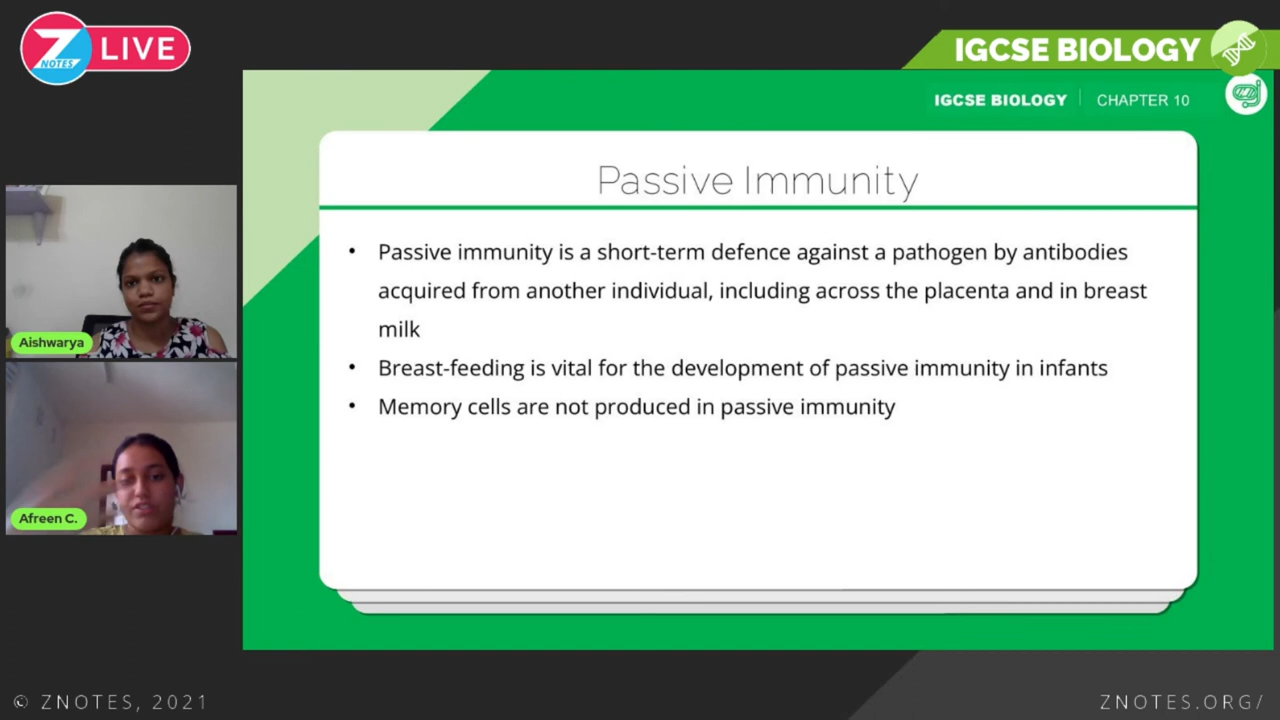 Z NOTES LIVE
IGCSE BIOLOGY
IGCSE BIOLOGY | CHAPTER 10
Passive Immunity
• Passive immunity is a short-term defence against a pathogen by antibodies
acquired from another individual, including across the placenta and in breast
milk
• Breast-feeding is vital for the development of passive immunity in infants
• Memory cells are not produced in passive immunity
Aishwarya
Afreen C.
© ZNOTES, 2021
ZNOTES.ORG/